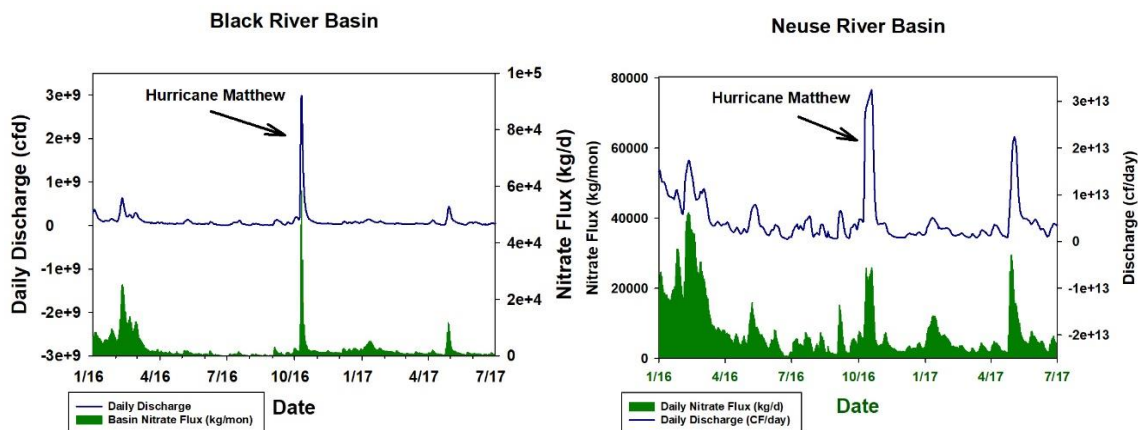 Black River Basin
Daily Discharge (cfd)
3e+9
2e+9
1e+9
0
-1e+9
-2e+9
-3e+9
Hurricane Matthew
1e+5
8e+4
6e+4
4e+4
2e+4
0
Nitrate Flux (kg/d)
1/16 4/16 7/16 10/16 1/17 4/17 7/17
Date
Daily Discharge
Basin Nitrate Flux (kg/mon)
Neuse River Basin
Nitrate Flux (kg/mon)
80000
60000
40000
20000
0
Hurricane Matthew
3e+13
2e+13
1e+13
0
-1e+13
-2e+13
Discharge (cf/day)
1/16 4/16 7/16 10/16 1/17 4/17 7/17
Date
Daily Nitrate Flux (kg/d)
Daily Discharge (CF/day)